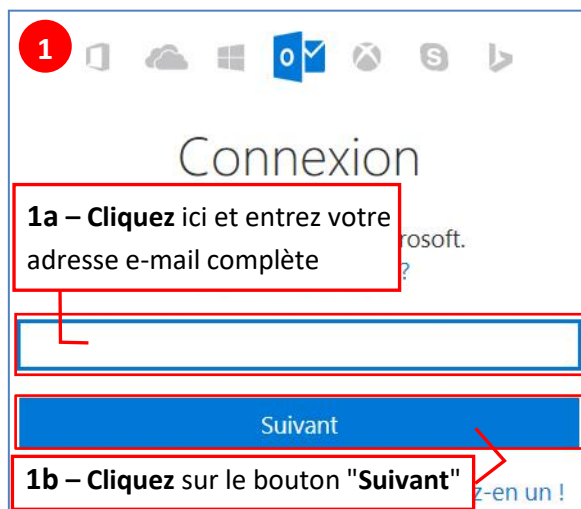 1
Connexion
1a – Cliquez ici et entrez votre
adresse e-mail complète
rosoft.
?
Suivant
1b – Cliquez sur le bouton "Suivant"
z-en un !